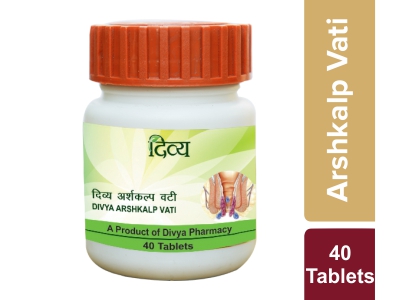 दिव्य
दिव्य अर्शकल्प वटी
DIVYA ARSHKALP VATI
A Product of Divya Pharmacy
40 Tablets
Arshkalp Vati
40
Tablets